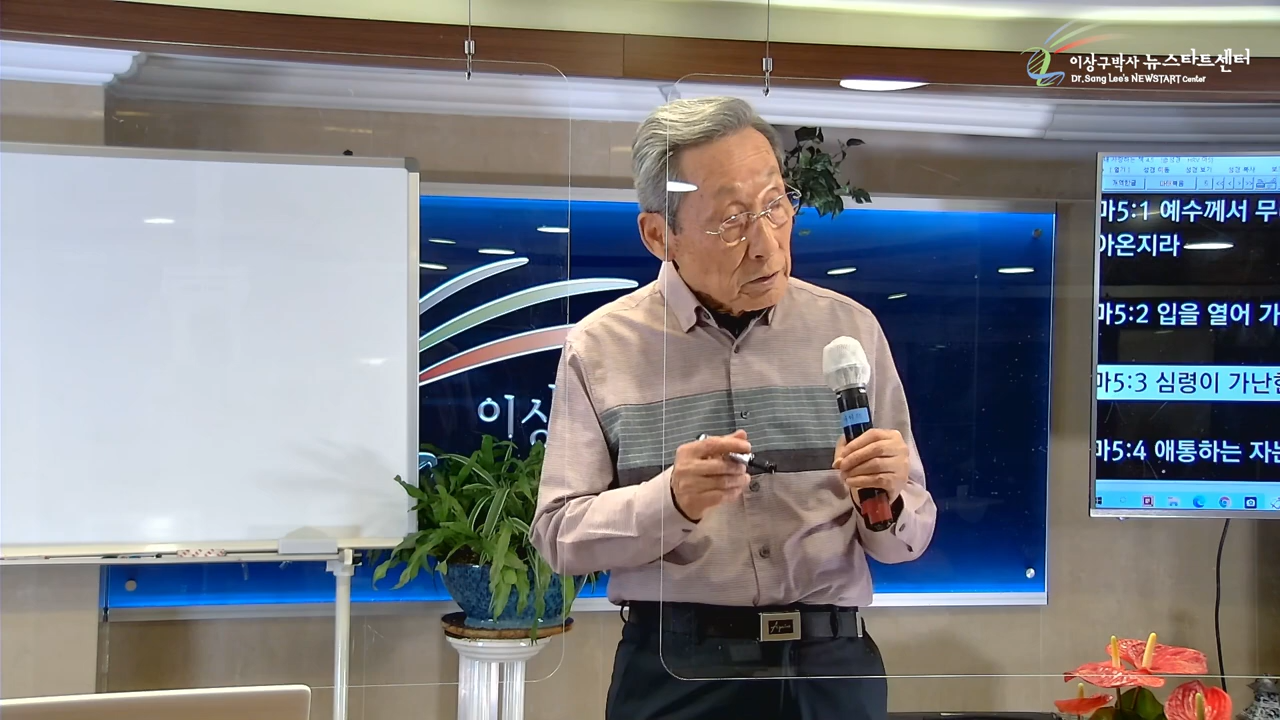 이상구박사 뉴스타트센터
Dr. Sang Lee's NEWSTART Center
마5:1 예수께서 무
아온지라
마5:2 입을 열어 가
마5:3 심령이 가난한
마5:4 애통하는 자는
이상